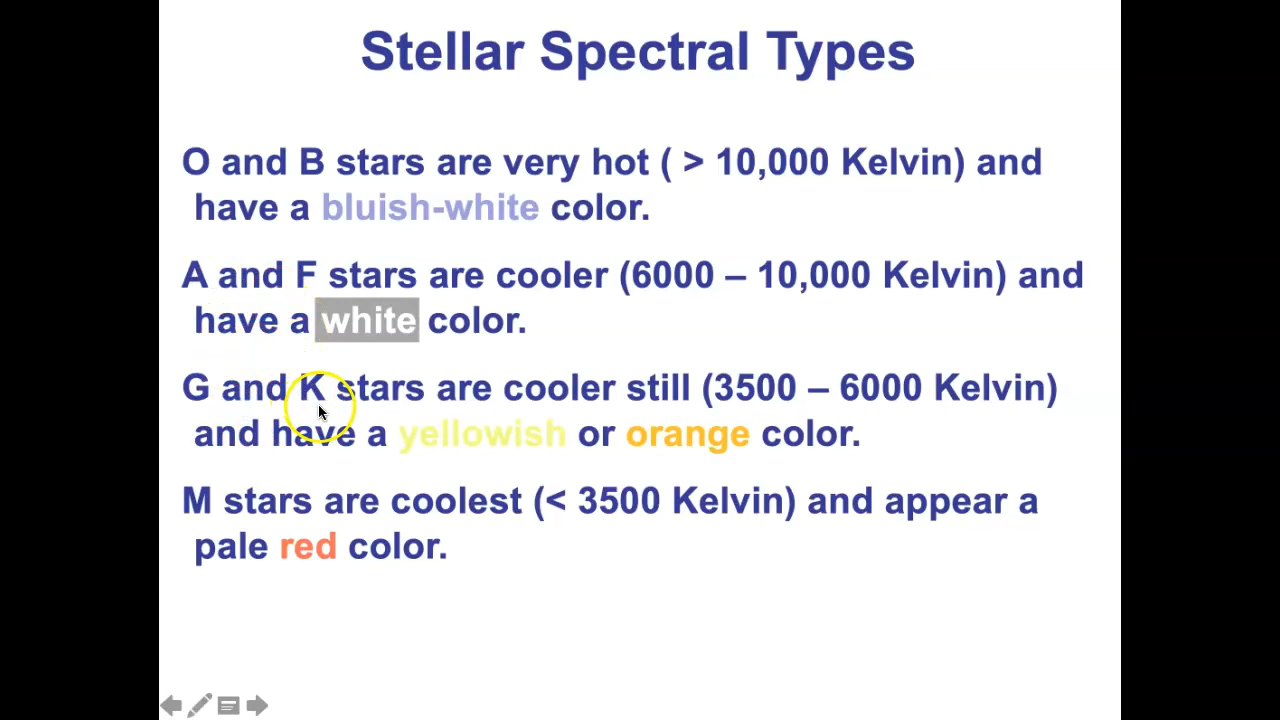 Stellar Spectral Types
O and B stars are very hot ( > 10,000 Kelvin) and
have a bluish-white color.
A and F stars are cooler (6000 – 10,000 Kelvin) and
have a white color.
G and K stars are cooler still (3500 – 6000 Kelvin)
and have a yellowish or orange color.
M stars are coolest (< 3500 Kelvin) and appear a
pale red color.